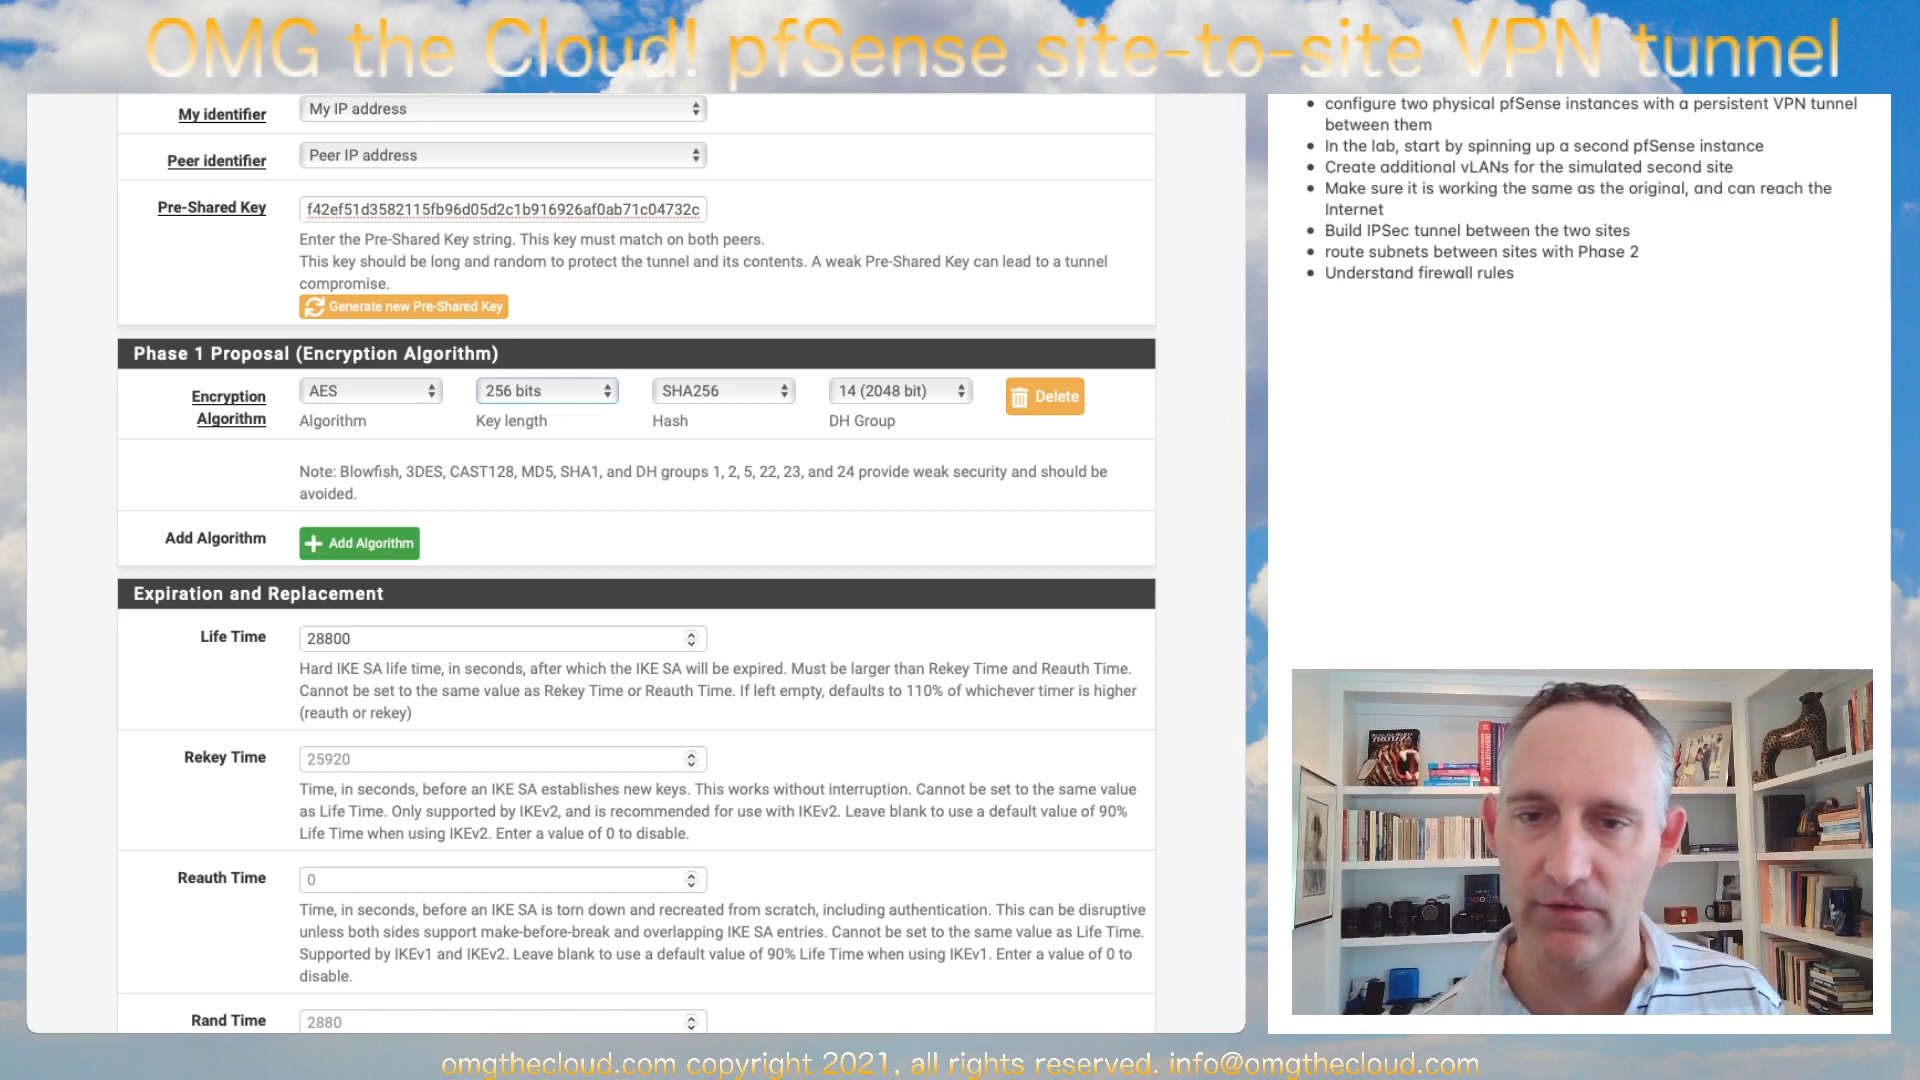 OMG the Cloud! pfSense site-to-site VPN tunnel
My identifier
My IP address
Peer identifier
Peer IP address
Pre-Shared Key
f42ef51d3582115fb96d05d2c1b916926af0ab71c04732c
Enter the Pre-Shared Key string. This key must match on both peers.
This key should be long and random to protect the tunnel and its contents. A weak Pre-Shared Key can lead to a tunnel
compromise.
Generate new Pre-Shared Key
Phase 1 Proposal (Encryption Algorithm)
Encryption
Algorithm
AES
256 bits
SHA256
14 (2048 bit)
Delete
Algorithm
Key length
Hash
DH Group
Note: Blowfish, 3DES, CAST128, MD5, SHA1, and DH groups 1, 2, 5, 22, 23, and 24 provide weak security and should be
avoided.
Add Algorithm
Add Algorithm
Expiration and Replacement
Life Time
28800
Hard IKE SA life time, in seconds, after which the IKE SA will be expired. Must be larger than Rekey Time and Reauth Time.
Cannot be set to the same value as Rekey Time or Reauth Time. If left empty, defaults to 110% of whichever timer is higher
(reauth or rekey)
Rekey Time
25920
Time, in seconds, before an IKE SA establishes new keys. This works without interruption. Cannot be set to the same value
as Life Time. Only supported by IKEv2, and is recommended for use with IKEv2. Leave blank to use a default value of 90%
Life Time when using IKEv2. Enter a value of 0 to disable.
Reauth Time
0
Time, in seconds, before an IKE SA is torn down and recreated from scratch, including authentication. This can be disruptive
unless both sides support make-before-break and overlapping IKE SA entries. Cannot be set to the same value as Life Time.
Supported by IKEv1 and IKEv2. Leave blank to use a default value of 90% Life Time when using IKEv1. Enter a value of 0 to
disable.
Rand Time
2880
• configure two physical pfSense instances with a persistent VPN tunnel
between them
• In the lab, start by spinning up a second pfSense instance
• Create additional vLANs for the simulated second site
• Make sure it is working the same as the original, and can reach the
Internet
• Build IPSec tunnel between the two sites
• route subnets between sites with Phase 2
• Understand firewall rules
omgthecloud.com copyright 2021, all rights reserved. info@omgthecloud.com